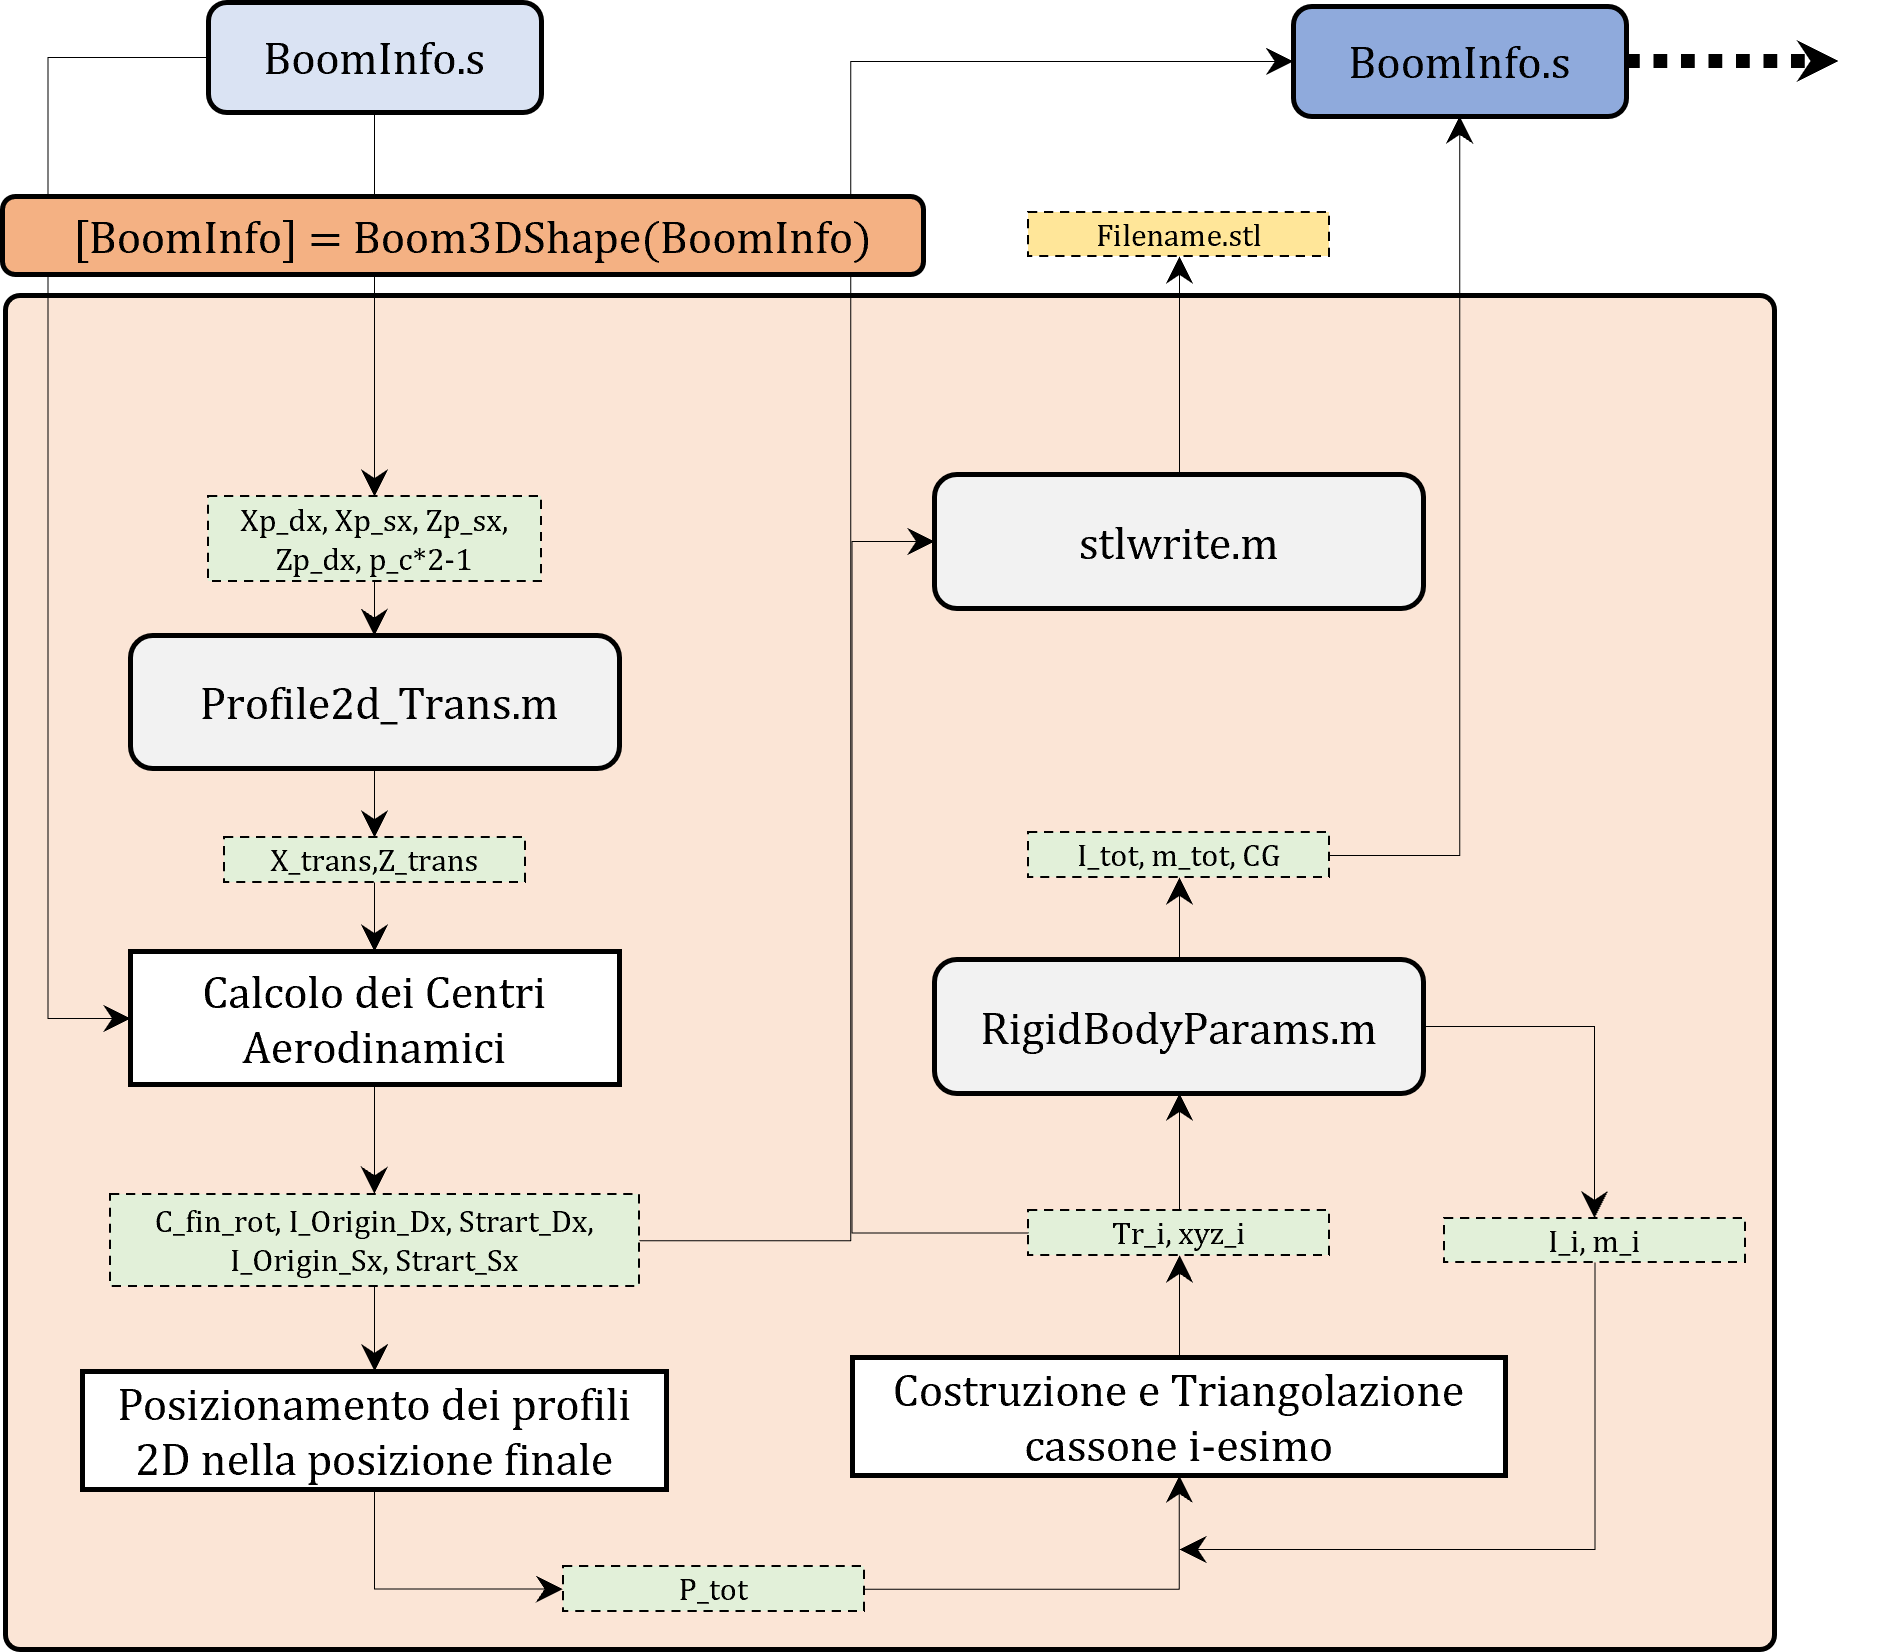 BoomInfo.s
BoomInfo.s
[BoomInfo] = Boom3DShape(BoomInfo)
Filename.stl
Xp_dx, Xp_sx, Zp_sx,
Zp_dx, p_c*2-1
stlwrite.m
Profile2d_Trans.m
X_trans,Z_trans
I_tot, m_tot, CG
Calcolo dei Centri
Aerodinamici
RigidBodyParams.m
C_fin_rot, I_Origin_Dx, Strart_Dx,
I_Origin_Sx, Strart_Sx
Tr_i, xyz_i
I_i, m_i
Posizionamento dei profili
2D nella posizione finale
Costruzione e Triangolazione
cassone i-esimo
P_tot